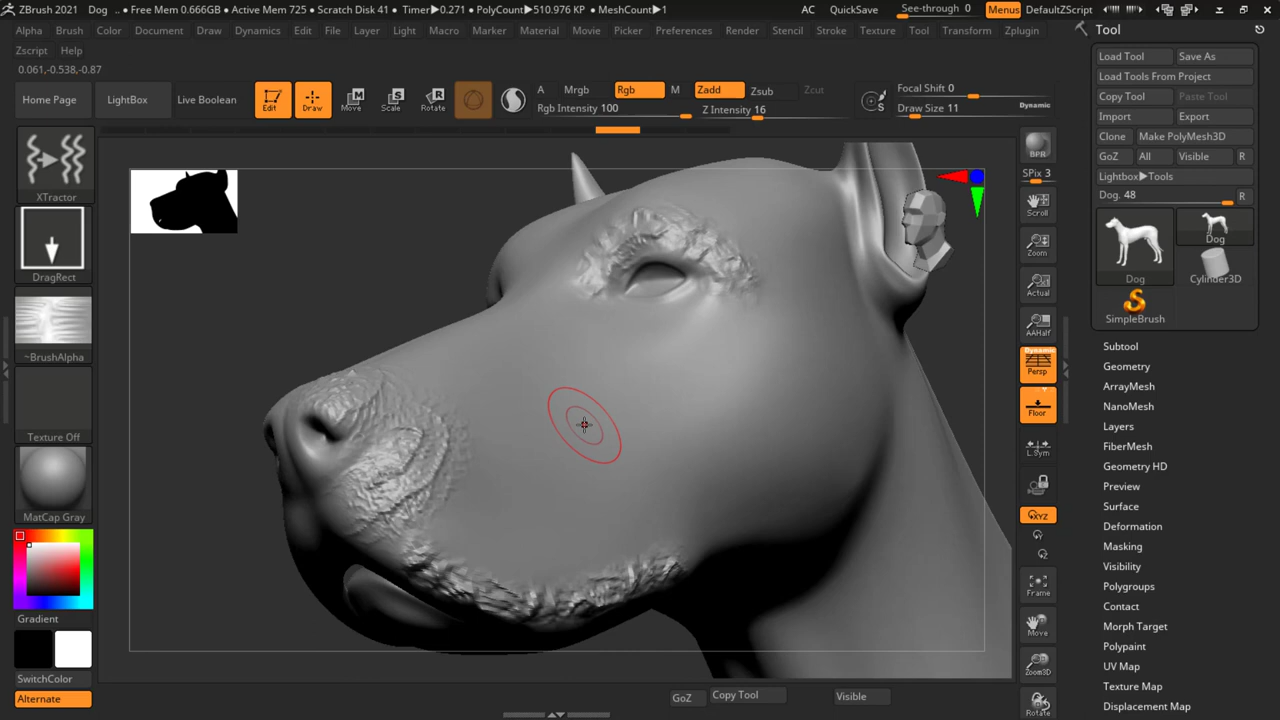 ZBrush 2021 Dog .. • Free Mem 0.666GB • Active Mem 725 • Scratch Disk 41 • Timer▶0.271 • PolyCount▶510.976 KP • MeshCount▶1 AC QuickSave See-through 0 Menus DefaultZScript
Alpha Brush Color Document Draw Dynamics Edit File Layer Light Macro Marker Material Movie Picker Preferences Render Stencil Stroke Texture Tool Transform Zplugin
Zscript Help
0.061,-0.538,-0.87
Home Page LightBox Live Boolean Edit Draw Move Scale Rotate
A Mrgb Rgb M Zadd Zsub Zcut
Rgb Intensity 100 Z Intensity 16
S Focal Shift 0
Draw Size 11 Dynamic
XTractor
DragRect
~BrushAlpha
Texture Off
MatCap Gray
Gradient
SwitchColor
Alternate
BPR
SPix 3
Scroll
Zoom
Actual
AAHalf
Dynamic
Persp
Floor
L.Sym
XYZ
Y
Z
Frame
Move
Zoom3D
Rotate
GoZ Copy Tool Visible
Tool
Load Tool Save As
Load Tools From Project
Copy Tool Paste Tool
Import Export
Clone Make PolyMesh3D
GoZ All Visible R
Lightbox▶Tools
Dog. 48 R
Dog
Dog Cylinder3D
SimpleBrush
Subtool
Geometry
ArrayMesh
NanoMesh
Layers
FiberMesh
Geometry HD
Preview
Surface
Deformation
Masking
Visibility
Polygroups
Contact
Morph Target
Polypaint
UV Map
Texture Map
Displacement Map